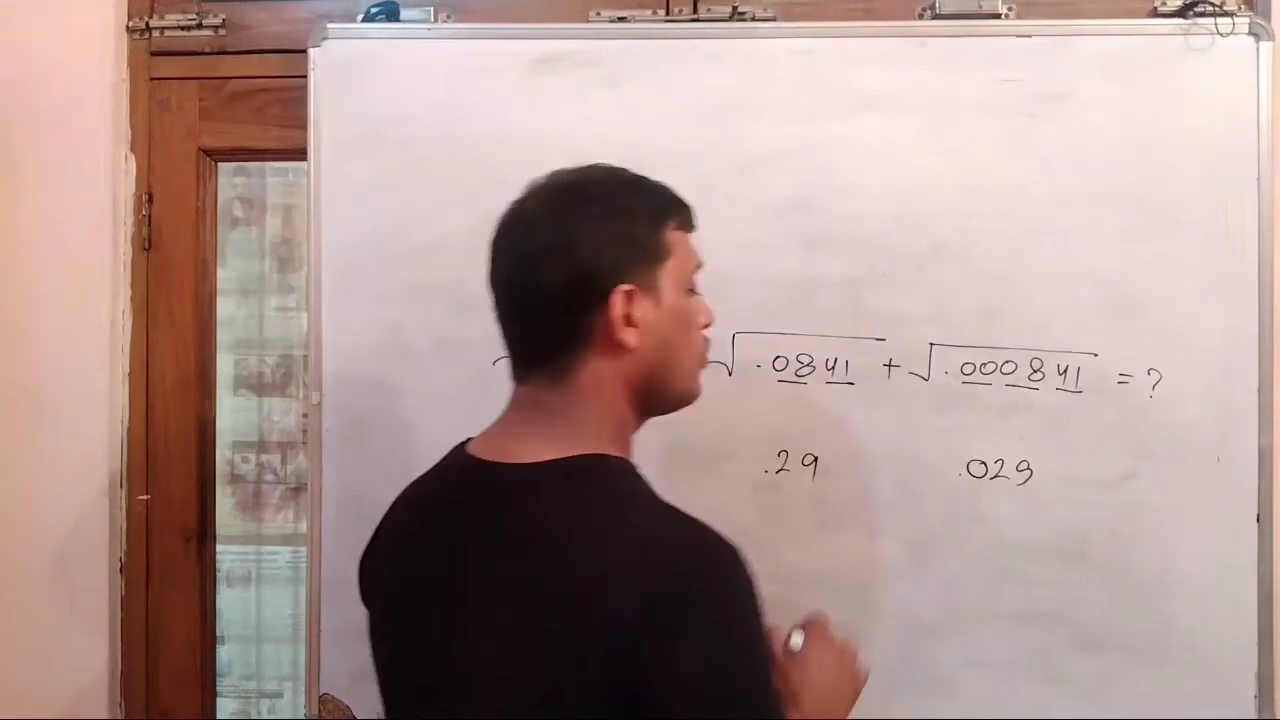 √.0841 + √.000841 = ?
.29 .029